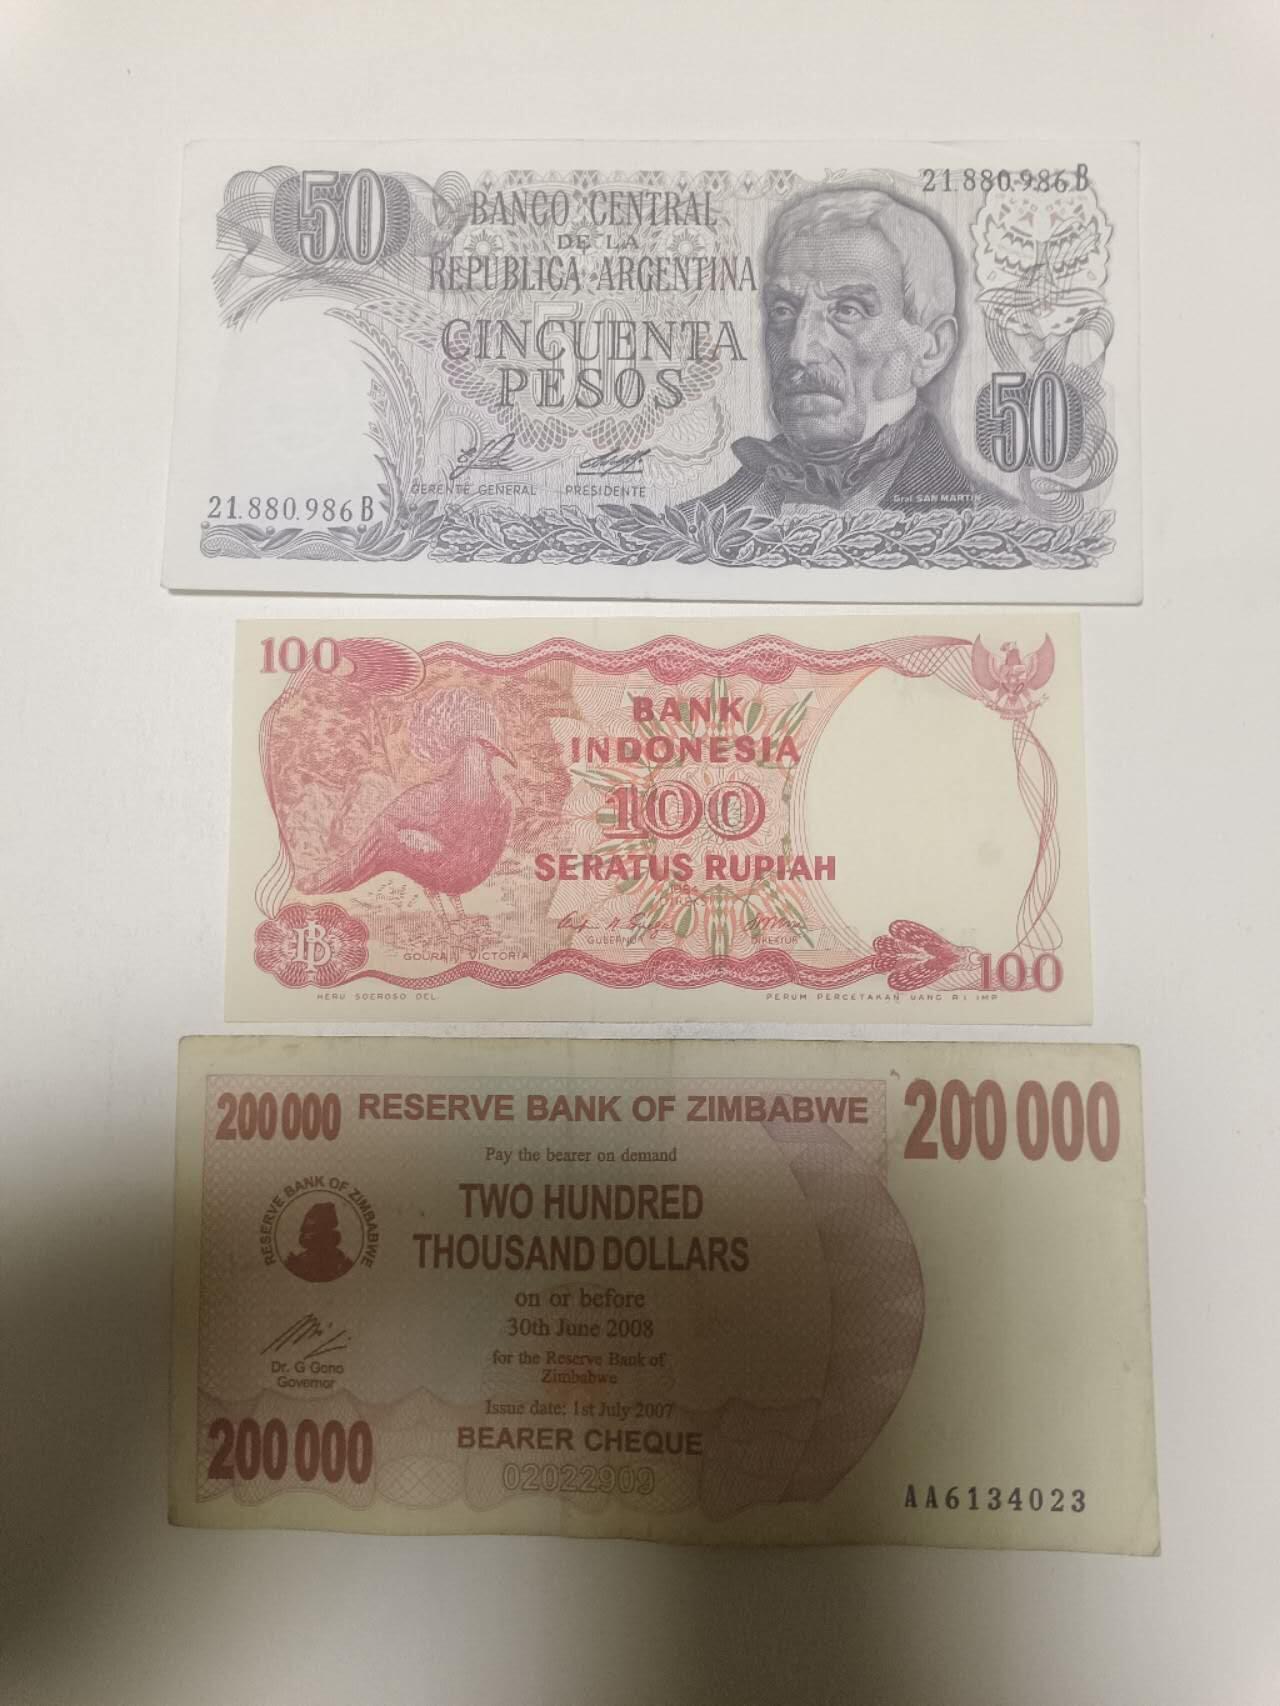 50
21.880.986 B
BANCO CENTRAL
DE LA
REPUBLICA ARGENTINA
CINCUENTA
PESOS
50
GERENTE GENERAL
PRESIDENTE
Gral SAN MARTIN
21.880.986 B
100
BANK
INDONESIA
100
SERATUS RUPIAH
1984
DIREKSI
GUBERNUR
DIREKTUR
GOURA VICTORIA
100
HERU SOEROSO DEL.
PERUM PERCETAKAN UANG RI IMP
200 000
RESERVE BANK OF ZIMBABWE
200 000
Pay the bearer on demand
RESERVE BANK OF ZIMBABWE
TWO HUNDRED
THOUSAND DOLLARS
on or before
30th June 2008
for the Reserve Bank of
Zimbabwe
Dr. G Gono
Governor
Issue date: 1st July 2007
200 000
BEARER CHEQUE
02022909
AA6134023